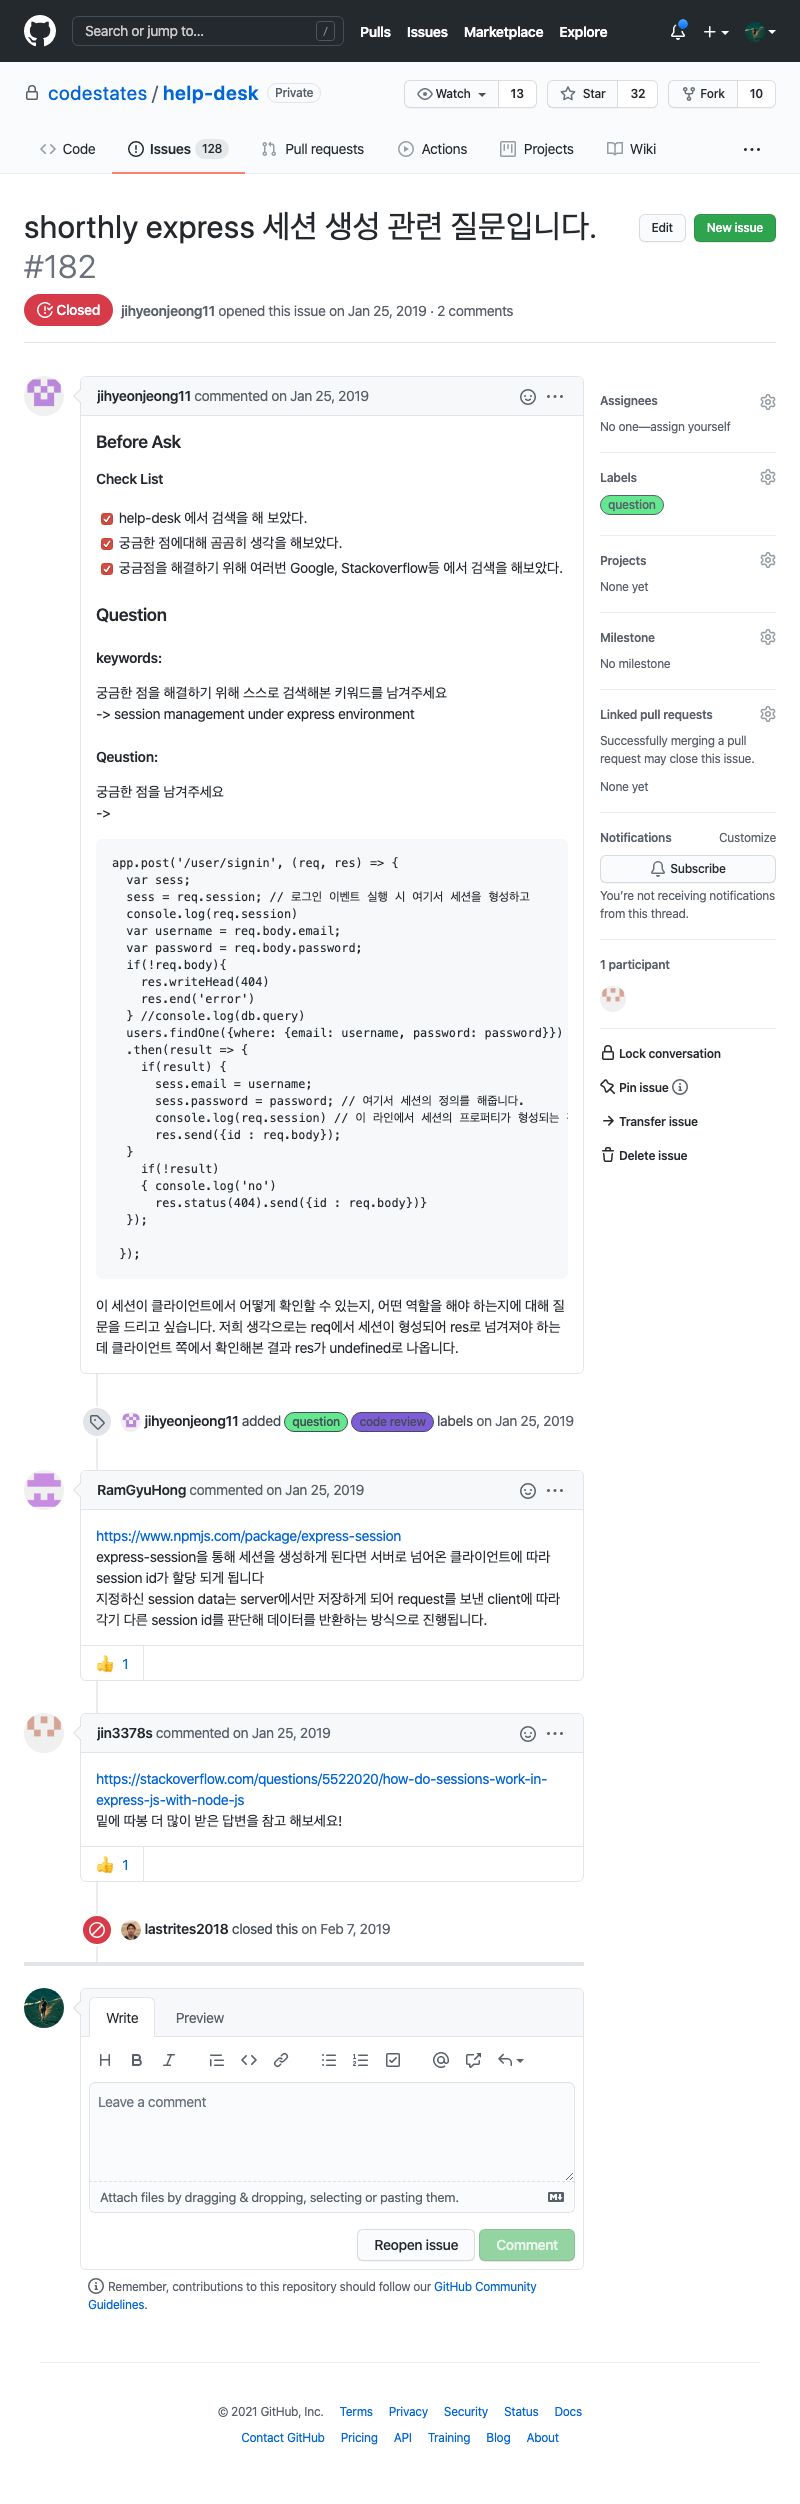 Search or jump to...
/
Pulls Issues Marketplace Explore
codestates / help-desk Private
Watch 13 Star 32 Fork 10
Code Issues 128 Pull requests Actions Projects Wiki
shorthly express 세션 생성 관련 질문입니다.
#182
Edit New issue
Closed jihyeonjeong11 opened this issue on Jan 25, 2019 · 2 comments
jihyeonjeong11 commented on Jan 25, 2019
Before Ask
Check List
help-desk 에서 검색을 해 보았다.
궁금한 점에대해 곰곰히 생각을 해보았다.
궁금점을 해결하기 위해 여러번 Google, Stackoverflow등 에서 검색을 해보았다.
Question
keywords:
궁금한 점을 해결하기 위해 스스로 검색해본 키워드를 남겨주세요
-> session management under express environment
Qeustion:
궁금한 점을 남겨주세요
->
app.post('/user/signin', (req, res) => {
var sess;
sess = req.session; // 로그인 이벤트 실행 시 여기서 세션을 형성하고
console.log(req.session)
var username = req.body.email;
var password = req.body.password;
if(!req.body){
res.writeHead(404)
res.end('error')
} //console.log(db.query)
users.findOne({where: {email: username, password: password}})
.then(result => {
if(result) {
sess.email = username;
sess.password = password; // 여기서 세션의 정의를 해줍니다.
console.log(req.session) // 이 라인에서 세션의 프로퍼티가 형성되는
res.send({id : req.body});
}
if(!result)
{ console.log('no')
res.status(404).send({id : req.body})}
});
});
이 세션이 클라이언트에서 어떻게 확인할 수 있는지, 어떤 역할을 해야 하는지에 대해 질
문을 드리고 싶습니다. 저희 생각으로는 req에서 세션이 형성되어 res로 넘겨져야 하는
데 클라이언트 쪽에서 확인해본 결과 res가 undefined로 나옵니다.
jihyeonjeong11 added question code review labels on Jan 25, 2019
RamGyuHong commented on Jan 25, 2019
https://www.npmjs.com/package/express-session
express-session을 통해 세션을 생성하게 된다면 서버로 넘어온 클라이언트에 따라
session id가 할당 되게 됩니다
지정하신 session data는 server에서만 저장하게 되어 request를 보낸 client에 따라
각기 다른 session id를 판단해 데이터를 반환하는 방식으로 진행됩니다.
👍 1
jin3378s commented on Jan 25, 2019
https://stackoverflow.com/questions/5522020/how-do-sessions-work-in-
express-js-with-node-js
밑에 따봉 더 많이 받은 답변을 참고 해보세요!
👍 1
lastrites2018 closed this on Feb 7, 2019
Assignees
No one—assign yourself
Labels
question
Projects
None yet
Milestone
No milestone
Linked pull requests
Successfully merging a pull
request may close this issue.
None yet
Notifications Customize
Subscribe
You're not receiving notifications
from this thread.
1 participant
Lock conversation
Pin issue
Transfer issue
Delete issue
Write Preview
Leave a comment
Attach files by dragging & dropping, selecting or pasting them.
Reopen issue Comment
Remember, contributions to this repository should follow our GitHub Community
Guidelines.
© 2021 GitHub, Inc. Terms Privacy Security Status Docs
Contact GitHub Pricing API Training Blog About